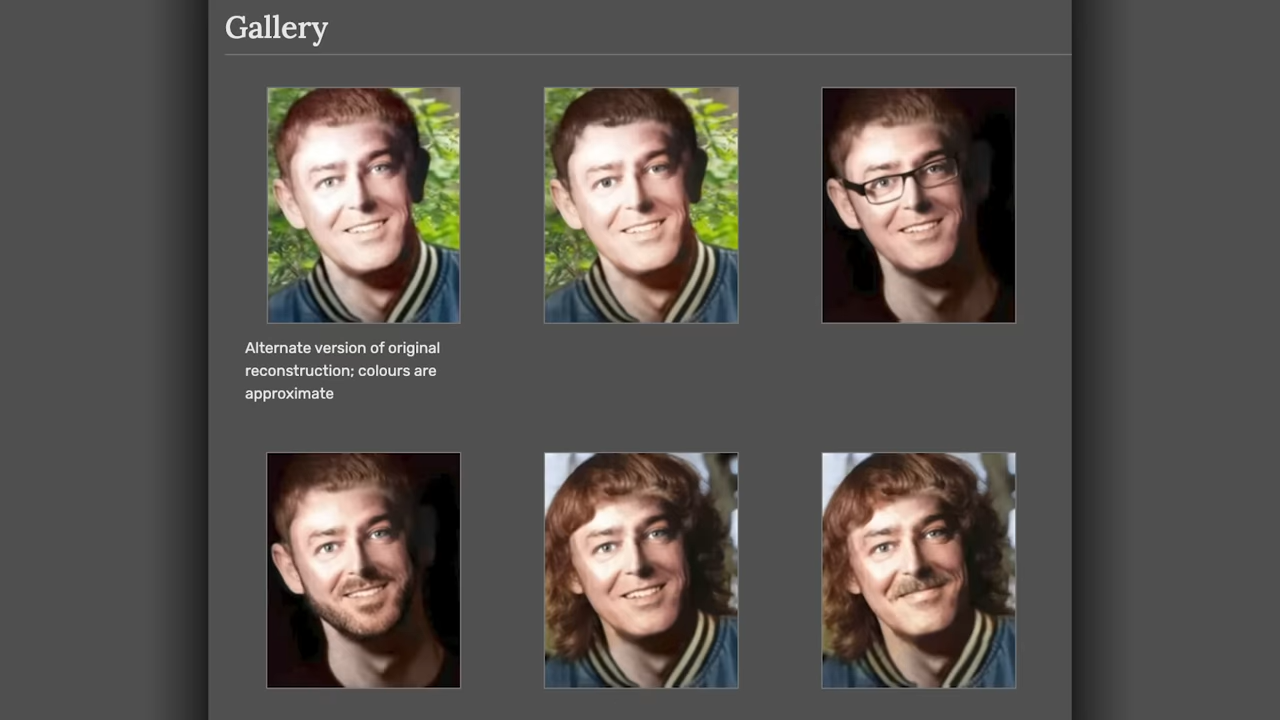 Gallery
Alternate version of original
reconstruction; colours are
approximate